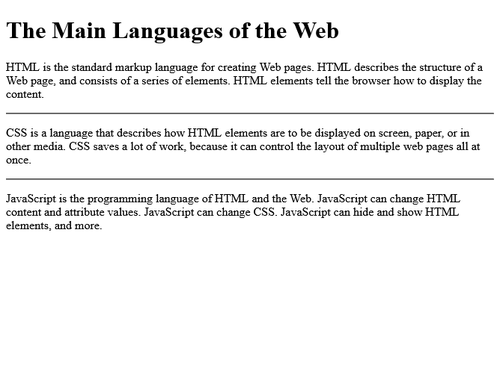 The Main Languages of the Web
HTML is the standard markup language for creating Web pages. HTML describes the structure of a
Web page, and consists of a series of elements. HTML elements tell the browser how to display the
content.
CSS is a language that describes how HTML elements are to be displayed on screen, paper, or in
other media. CSS saves a lot of work, because it can control the layout of multiple web pages all at
once.
JavaScript is the programming language of HTML and the Web. JavaScript can change HTML
content and attribute values. JavaScript can change CSS. JavaScript can hide and show HTML
elements, and more.